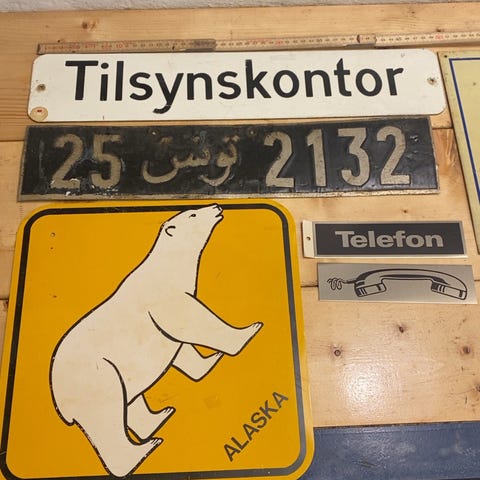 Tilsynskontor
25 تونس 2132
Telefon
ALASKA